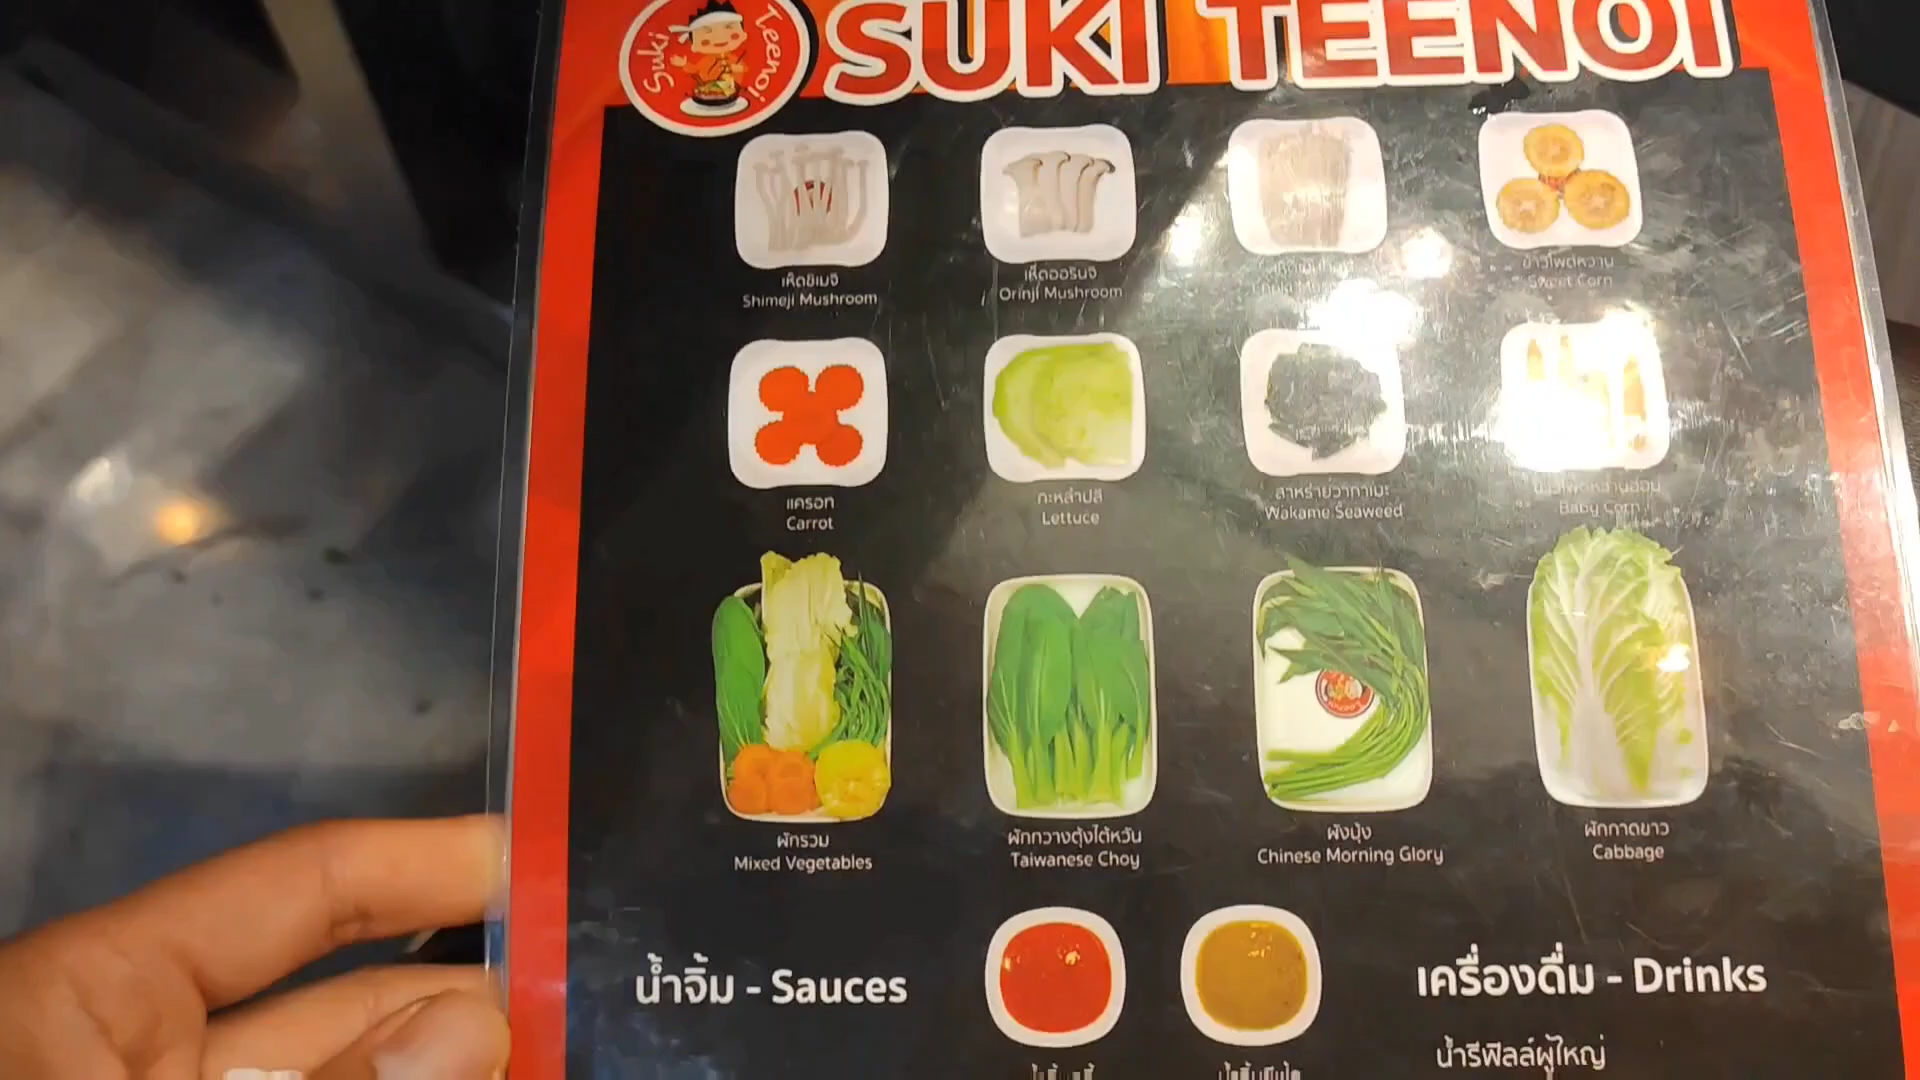 Suki Teenoi
SUKI TEENOI
เห็ดชิเมจิ
Shimeji Mushroom
เห็ดออรินจิ
Orinji Mushroom
ข้าวโพดหวาน
Sweet Corn
แครอท
Carrot
กะหล่ำปลี
Lettuce
สาหร่ายวากาเมะ
Wakame Seaweed
Baby Corn
ผักรวม
Mixed Vegetables
ผักกวางตุ้งไต้หวัน
Taiwanese Choy
ผังบุ้ง
Chinese Morning Glory
ผักกาดขาว
Cabbage
น้ำจิ้ม - Sauces
เครื่องดื่ม - Drinks
น้ำรีฟิลล์ผู้ใหญ่